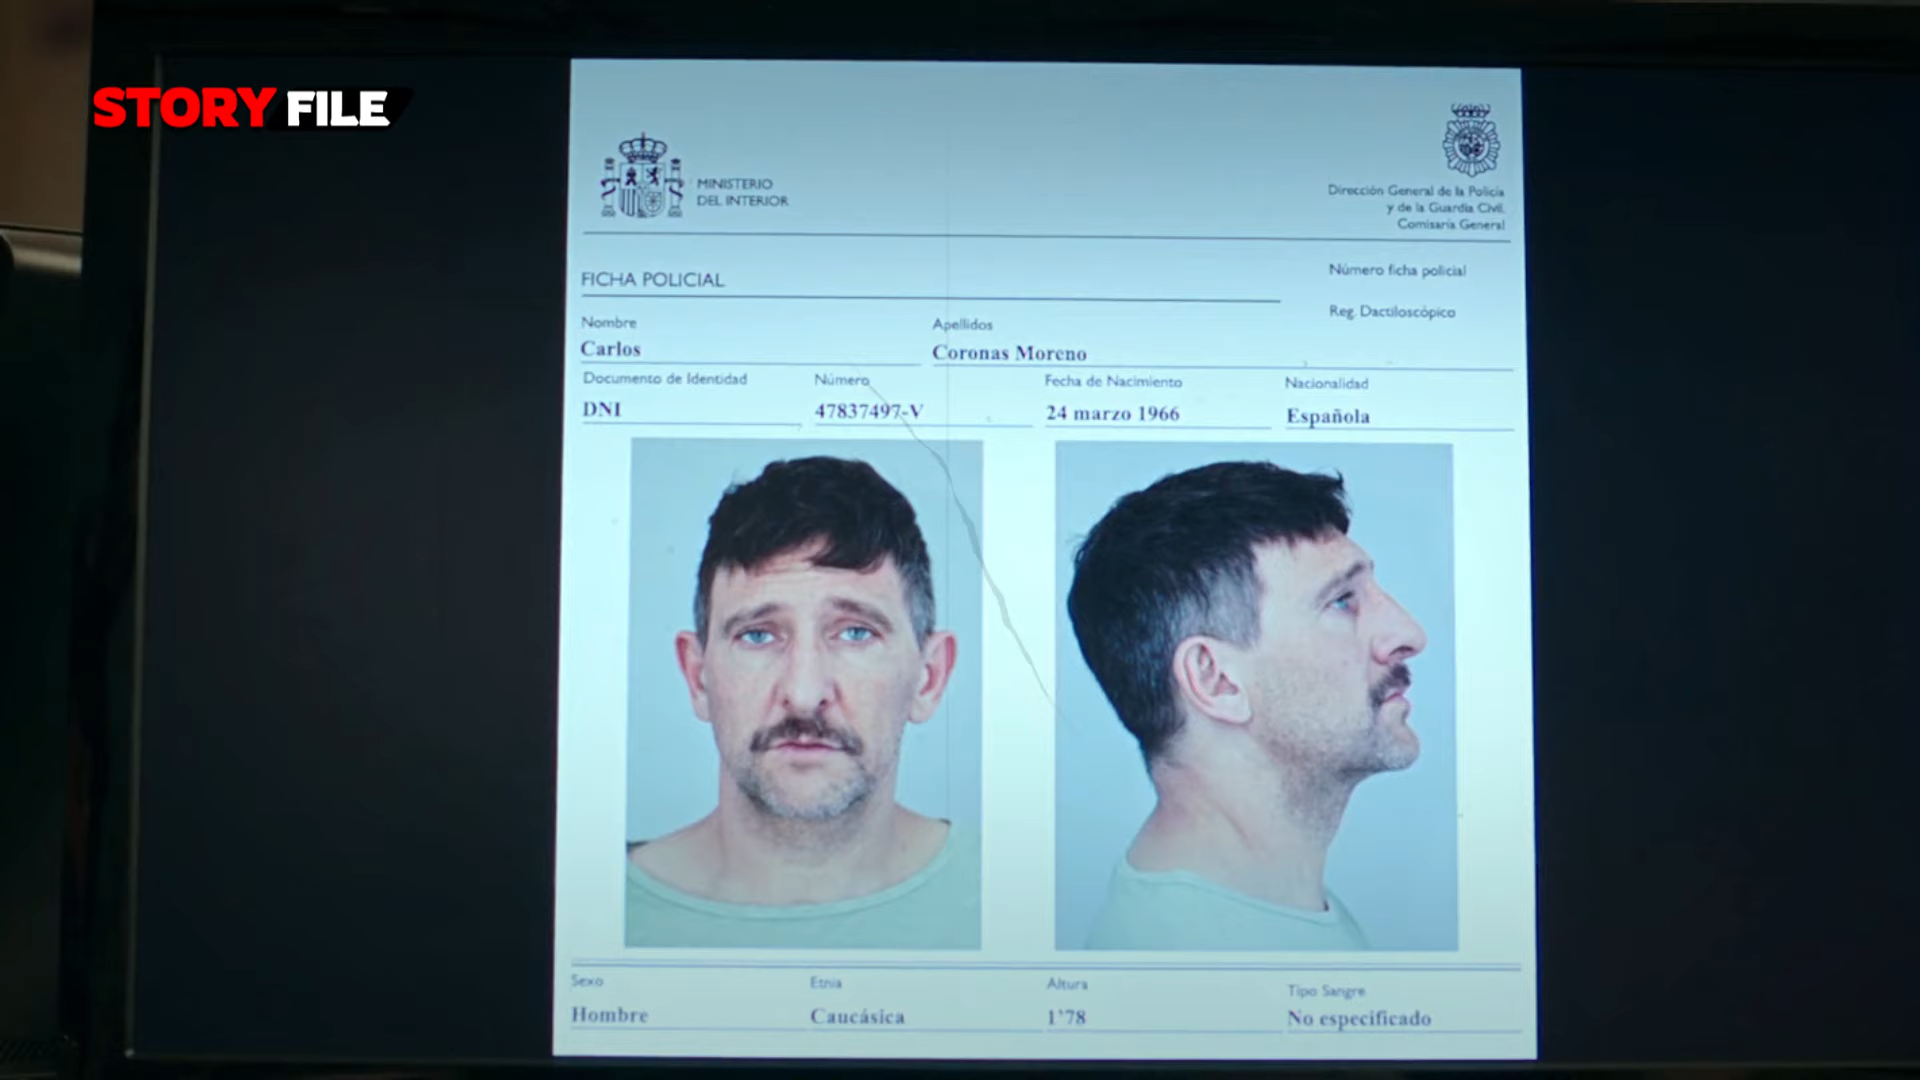 STORY FILE
MINISTERIO
DEL INTERIOR
Dirección General de la Policía
y de la Guardia Civil.
Comisaría General
FICHA POLICIAL
Número ficha policial
Reg. Dactiloscópico
Nombre
Apellidos
Carlos
Coronas Moreno
Documento de Identidad
Número
Fecha de Nacimiento
Nacionalidad
DNI
47837497-V
24 marzo 1966
Española
Sexo
Etnia
Altura
Tipo Sangre
Hombre
Caucásica
1'78
No especificado